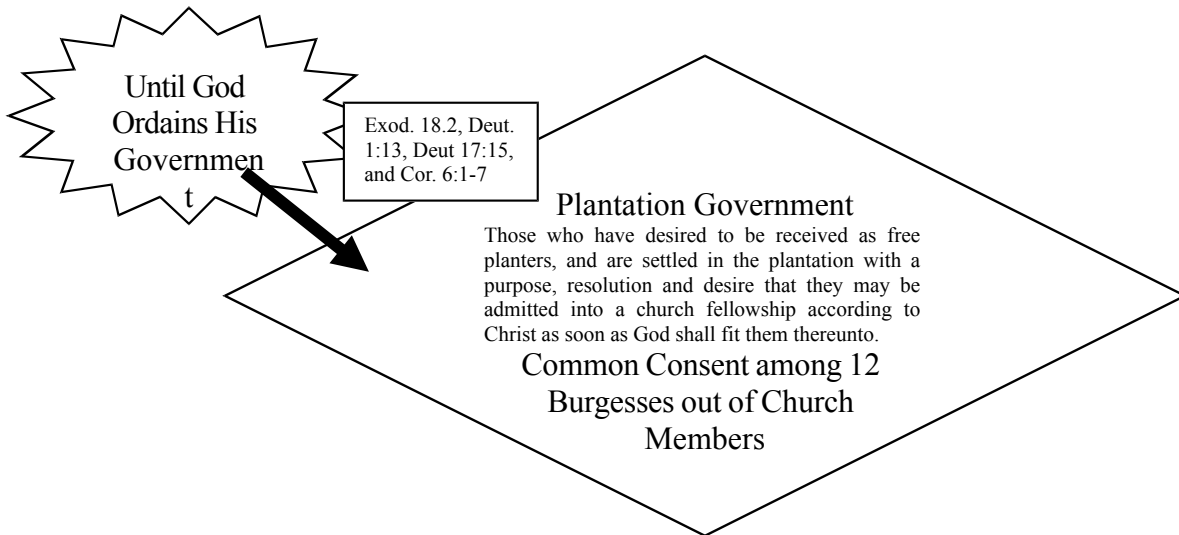 Until God
Ordains His
Governmen
t
Exod. 18.2, Deut.
1:13, Deut 17:15,
and Cor. 6:1-7
Plantation Government
Those who have desired to be received as free
planters, and are settled in the plantation with a
purpose, resolution and desire that they may be
admitted into a church fellowship according to
Christ as soon as God shall fit them thereunto.
Common Consent among 12
Burgesses out of Church
Members